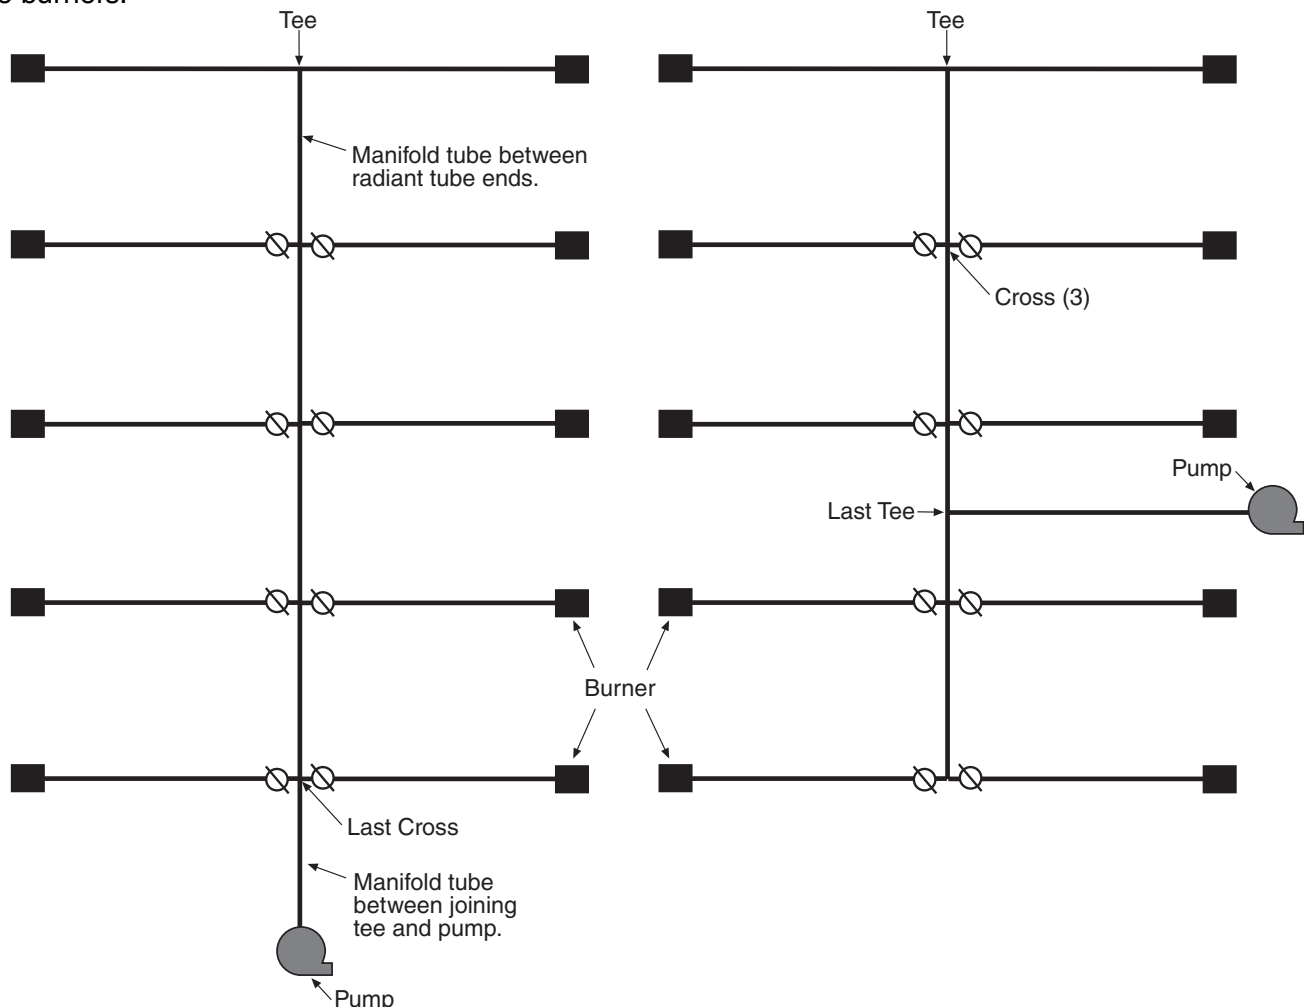 burners.
Tee
Tee
Manifold tube between
radiant tube ends.
Cross (3)
Pump
Last Tee
Burner
Last Cross
Manifold tube
between joining
tee and pump.
Pump